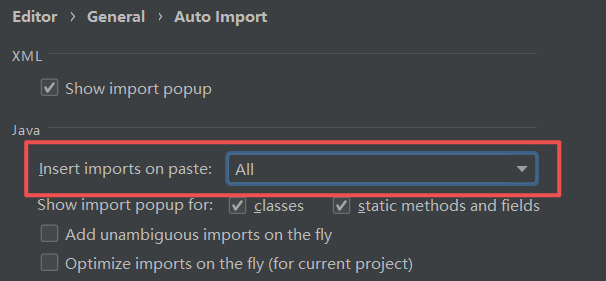 Editor › General › Auto Import
XML
Show import popup
Java
Insert imports on paste: All
Show import popup for: classes static methods and fields
Add unambiguous imports on the fly
Optimize imports on the fly (for current project)